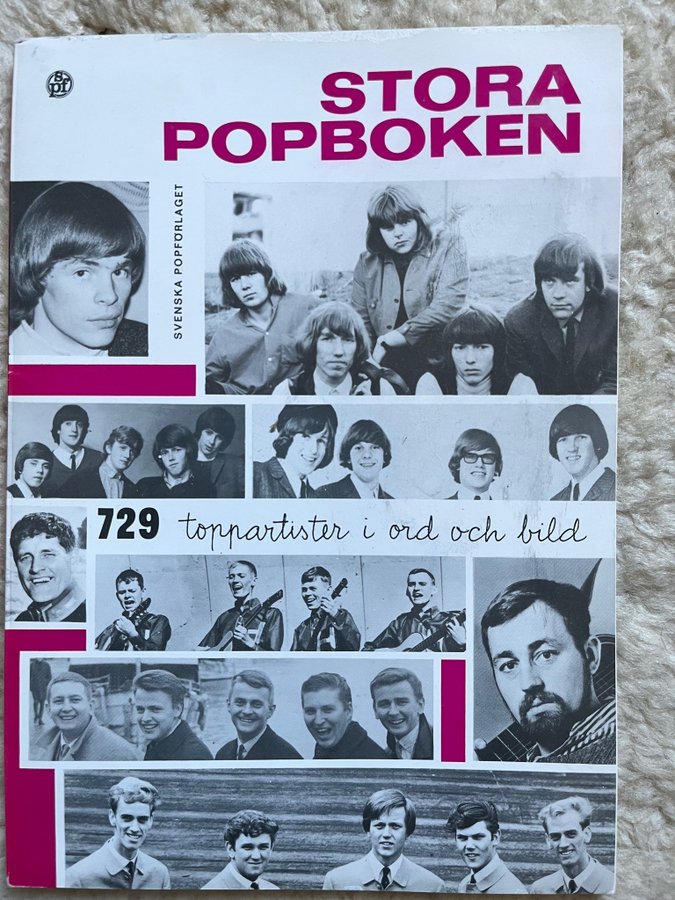 spf
STORA
POPBOKEN
SVENSKA POPFÖRLAGET
729 toppartister i ord och bild